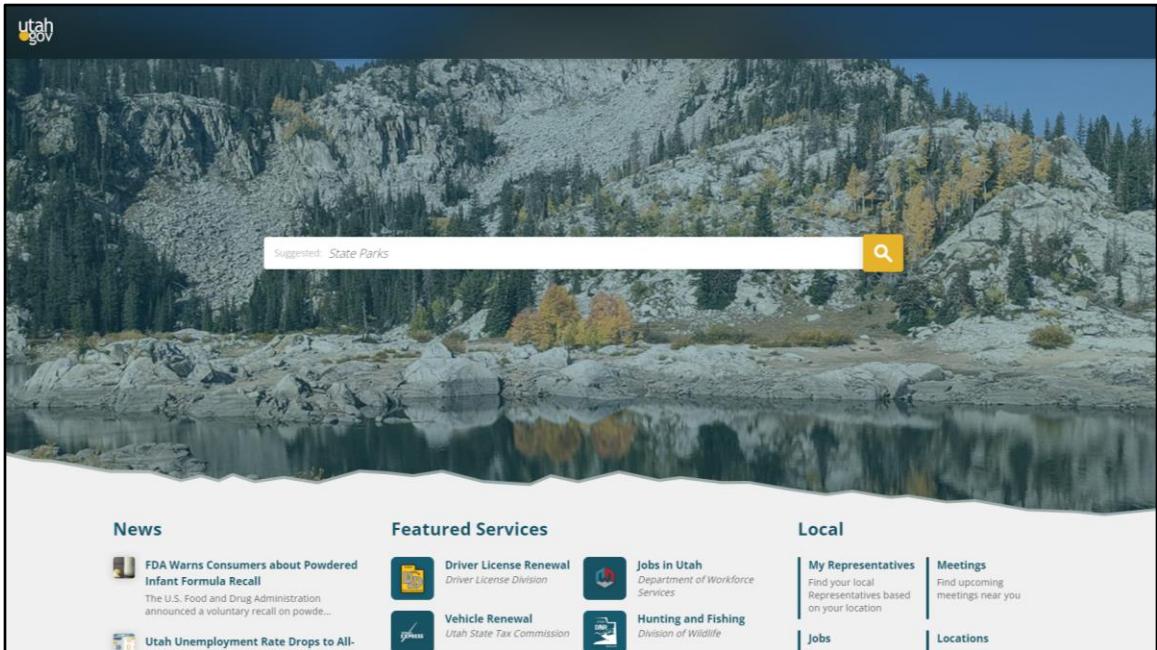 utah
gov
Suggested: State Parks
News
FDA Warns Consumers about Powdered
Infant Formula Recall
The U.S. Food and Drug Administration
announced a voluntary recall on powde...
Utah Unemployment Rate Drops to All-
Featured Services
Driver License Renewal
Driver License Division
Vehicle Renewal
Utah State Tax Commission
Jobs in Utah
Department of Workforce
Services
Hunting and Fishing
Division of Wildlife
Local
My Representatives
Find your local
Representatives based
on your location
Jobs
Meetings
Find upcoming
meetings near you
Locations